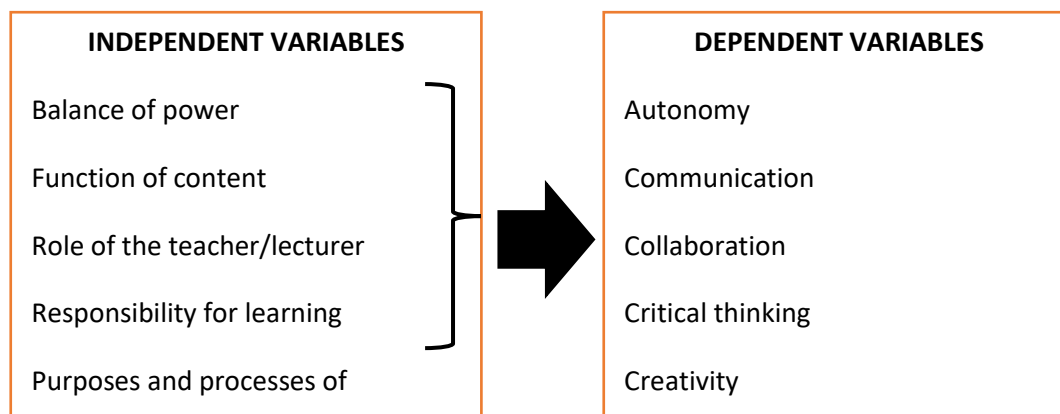 INDEPENDENT VARIABLES
Balance of power
Function of content
Role of the teacher/lecturer
Responsibility for learning
Purposes and processes of
DEPENDENT VARIABLES
Autonomy
Communication
Collaboration
Critical thinking
Creativity